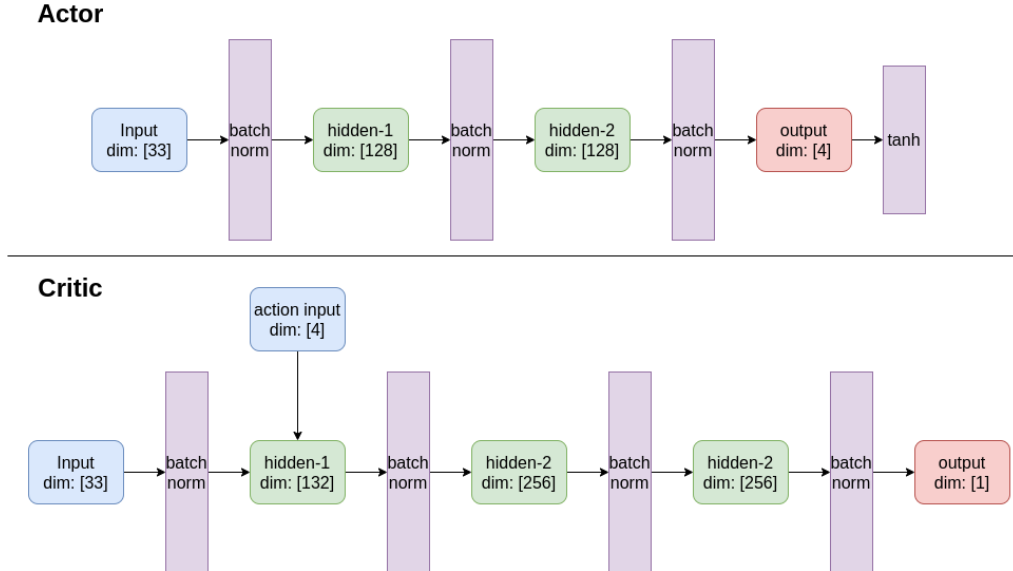 Actor
Input
dim: [33]
batch
norm
hidden-1
dim: [128]
batch
norm
hidden-2
dim: [128]
batch
norm
output
dim: [4]
tanh
Critic
action input
dim: [4]
Input
dim: [33]
batch
norm
hidden-1
dim: [132]
batch
norm
hidden-2
dim: [256]
batch
norm
hidden-2
dim: [256]
batch
norm
output
dim: [1]